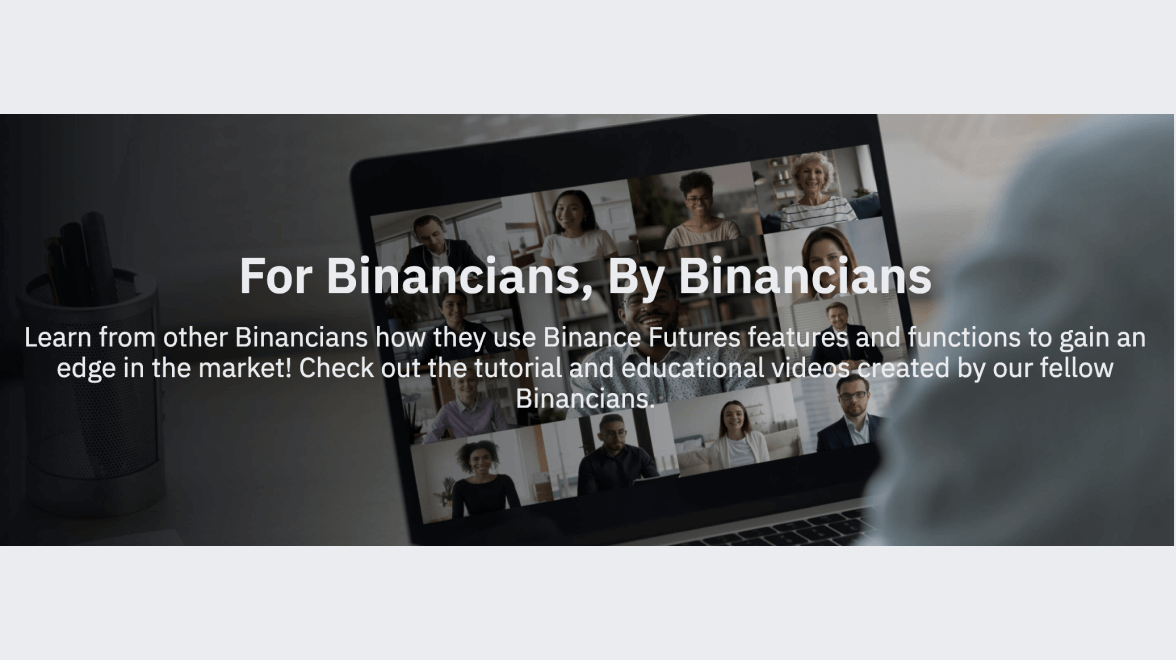 For Binancians, By Binancians
Learn from other Binancians how they use Binance Futures features and functions to gain an
edge in the market! Check out the tutorial and educational videos created by our fellow
Binancians.